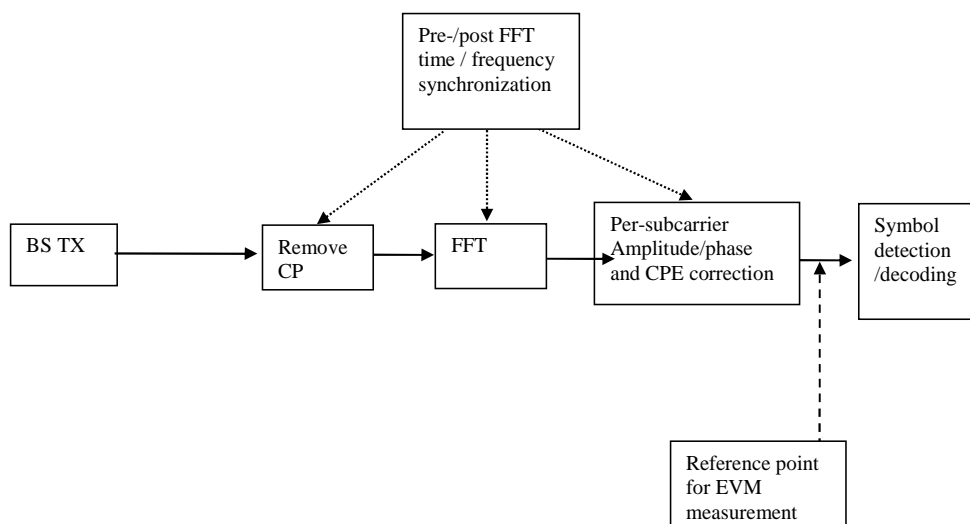 Pre-/post FFT
time / frequency
synchronization
BS TX
Remove
CP
FFT
Per-subcarrier
Amplitude/phase
and CPE correction
Symbol
detection
/decoding
Reference point
for EVM
measurement